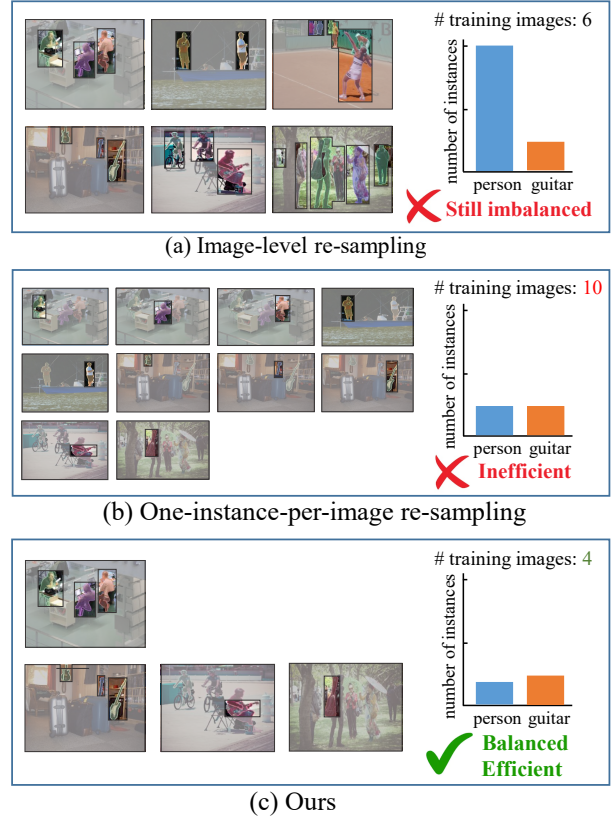 # training images: 6
number of instances
person guitar
Still imbalanced
(a) Image-level re-sampling
# training images: 10
number of instances
person guitar
Inefficient
(b) One-instance-per-image re-sampling
# training images: 4
number of instances
person guitar
Balanced
Efficient
(c) Ours